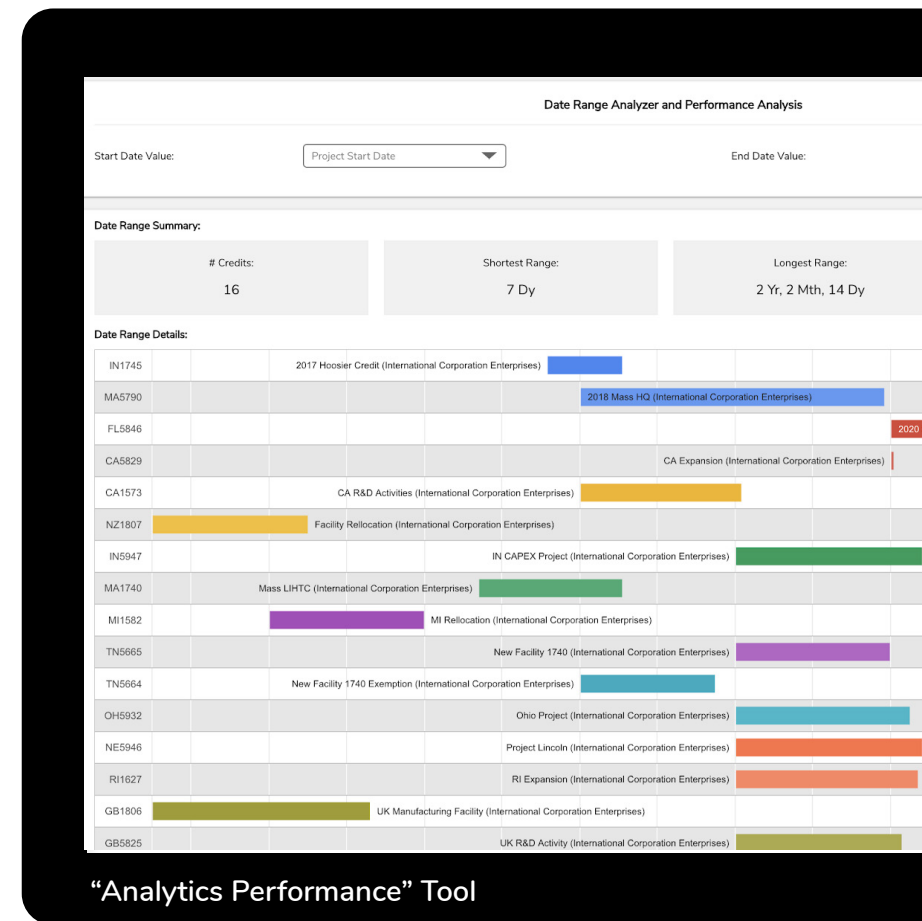 Date Range Analyzer and Performance Analysis
Start Date Value: Project Start Date End Date Value:
Date Range Summary:
# Credits: Shortest Range: Longest Range:
16 7 Dy 2 Yr, 2 Mth, 14 Dy
Date Range Details:
IN1745 2017 Hoosier Credit (International Corporation Enterprises)
MA5790 2018 Mass HQ (International Corporation Enterprises)
FL5846 2020
CA5829 CA Expansion (International Corporation Enterprises)
CA1573 CA R&D Activities (International Corporation Enterprises)
NZ1807 Facility Rellocation (International Corporation Enterprises)
IN5947 IN CAPEX Project (International Corporation Enterprises)
MA1740 Mass LIHTC (International Corporation Enterprises)
MI1582 MI Rellocation (International Corporation Enterprises)
TN5665 New Facility 1740 (International Corporation Enterprises)
TN5664 New Facility 1740 Exemption (International Corporation Enterprises)
OH5932 Ohio Project (International Corporation Enterprises)
NE5946 Project Lincoln (International Corporation Enterprises)
RI1627 RI Expansion (International Corporation Enterprises)
GB1806 UK Manufacturing Facility (International Corporation Enterprises)
GB5825 UK R&D Activity (International Corporation Enterprises)
“Analytics Performance” Tool